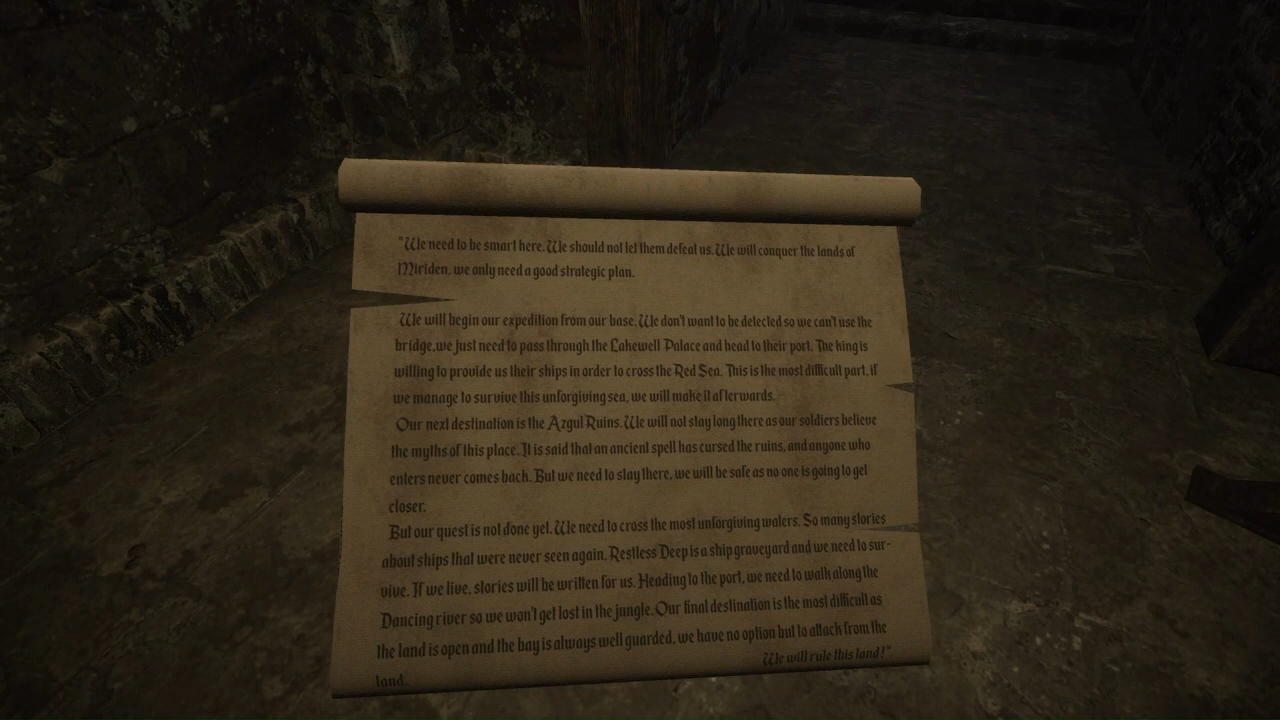 "We need to be smart here. We should not let them defeat us. We will conquer the lands of
Miriden, we only need a good strategic plan.
We will begin our expedition from our base. We don't want to be detected so we can't use the
bridge, we just need to pass through the Lakewell Palace and head to their port. The king is
willing to provide us their ships in order to cross the Red Sea. This is the most difficult part, if
we manage to survive this unforgiving sea, we will make it afterwards.
Our next destination is the Azgul Ruins. We will not stay long there as our soldiers believe
the myths of this place. It is said that an ancient spell has cursed the ruins, and anyone who
enters never comes back. But we need to stay there, we will be safe as no one is going to get
closer.
But our quest is not done yet. We need to cross the most unforgiving waters. So many stories
about ships that were never seen again. Restless Deep is a ship graveyard and we need to sur-
vive. If we live, stories will be written for us. Heading to the port, we need to walk along the
Dancing river so we won't get lost in the jungle. Our final destination is the most difficult as
the land is open and the bay is always well guarded, we have no option but to attack from the
land.
We will rule this land!"